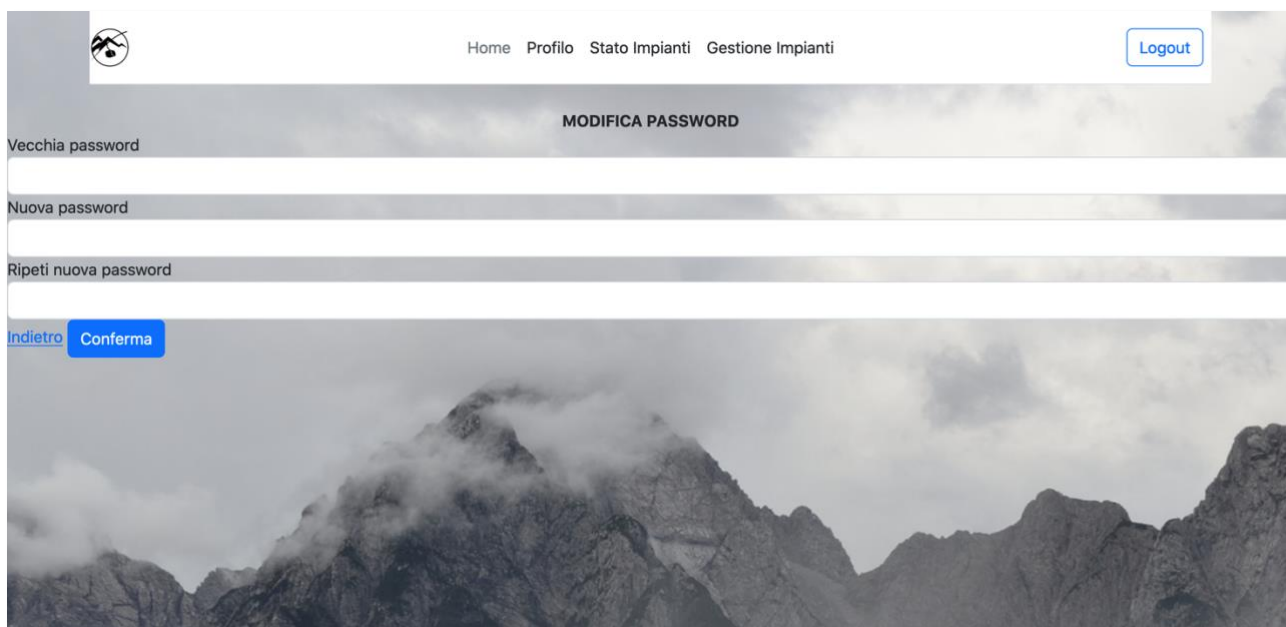 Home Profilo Stato Impianti Gestione Impianti Logout
MODIFICA PASSWORD
Vecchia password
Nuova password
Ripeti nuova password
Indietro Conferma